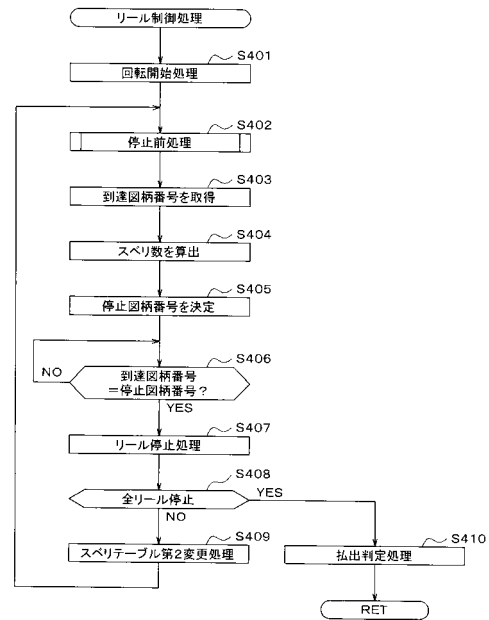 リール制御処理
S401
回転開始処理
S402
停止前処理
S403
到達図柄番号を取得
S404
スベリ数を算出
S405
停止図柄番号を決定
S406
到達図柄番号
＝停止図柄番号？
NO
YES
S407
リール停止処理
S408
全リール停止
YES
NO
S409
スベリテーブル第2変更処理
S410
払出判定処理
RET